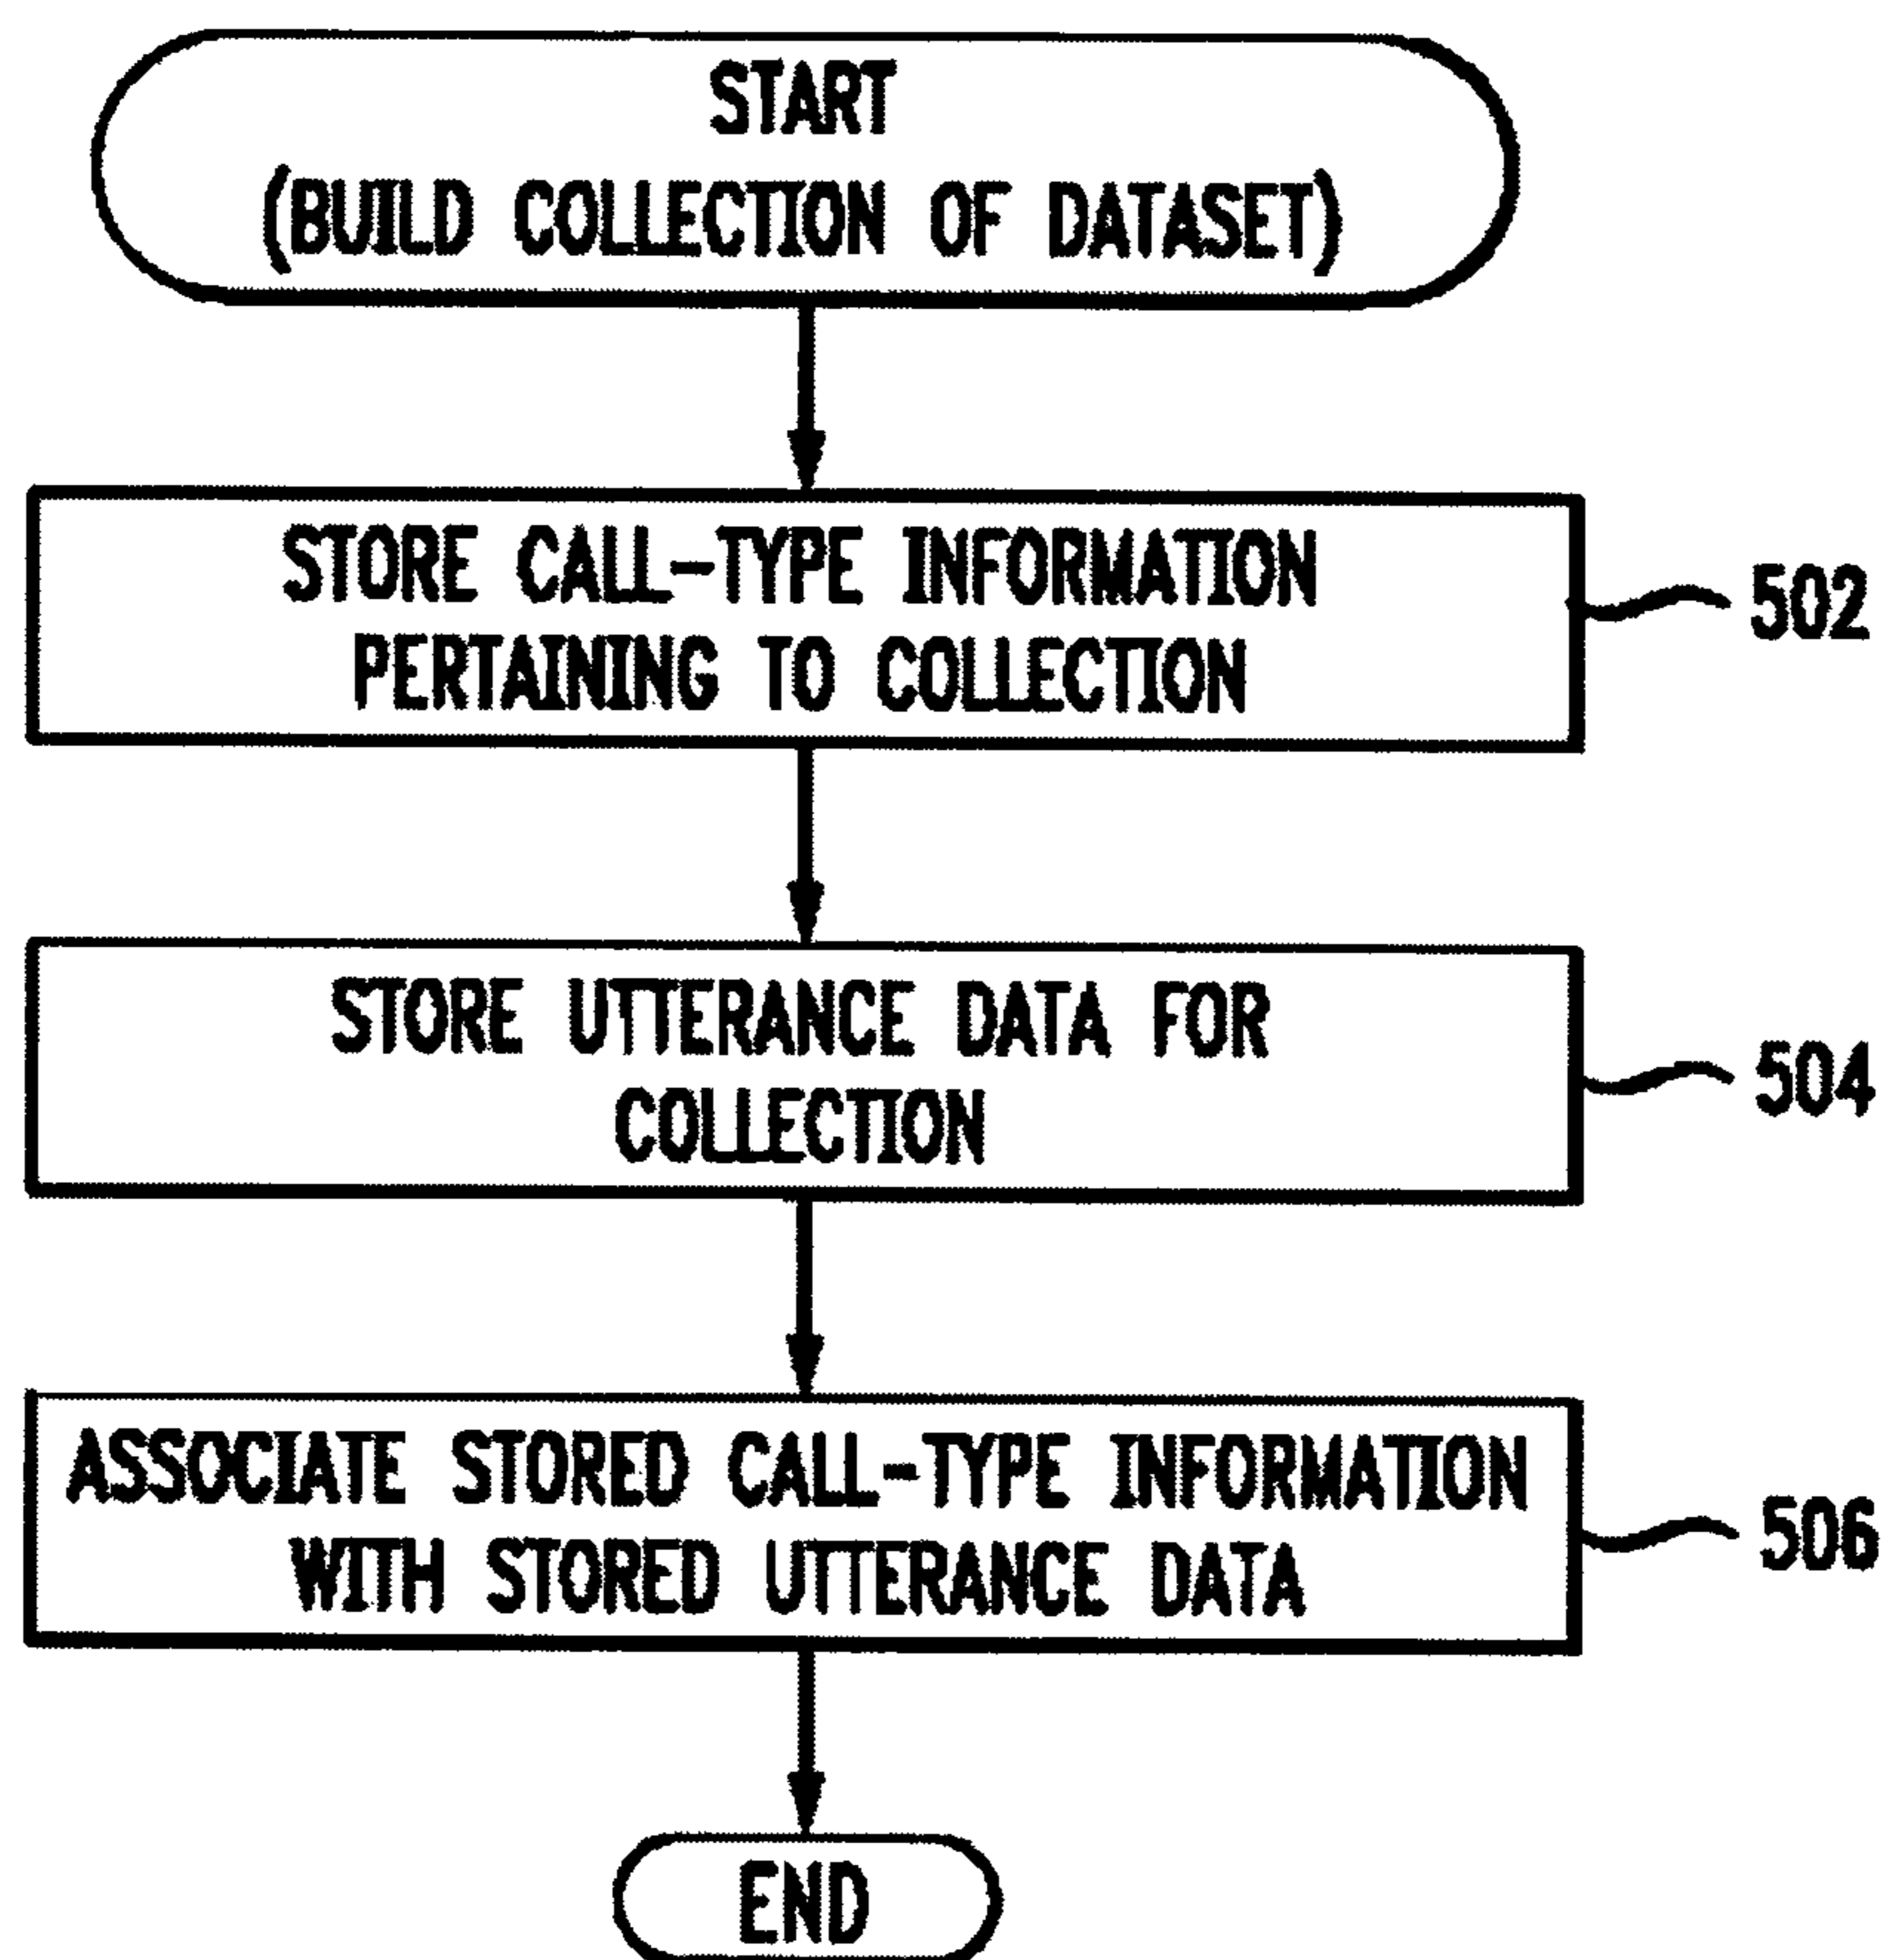 START
(BUILD COLLECTION OF DATASET)
STORE CALL-TYPE INFORMATION
PERTAINING TO COLLECTION
502
STORE UTTERANCE DATA FOR
COLLECTION
504
ASSOCIATE STORED CALL-TYPE INFORMATION
WITH STORED UTTERANCE DATA
506
END